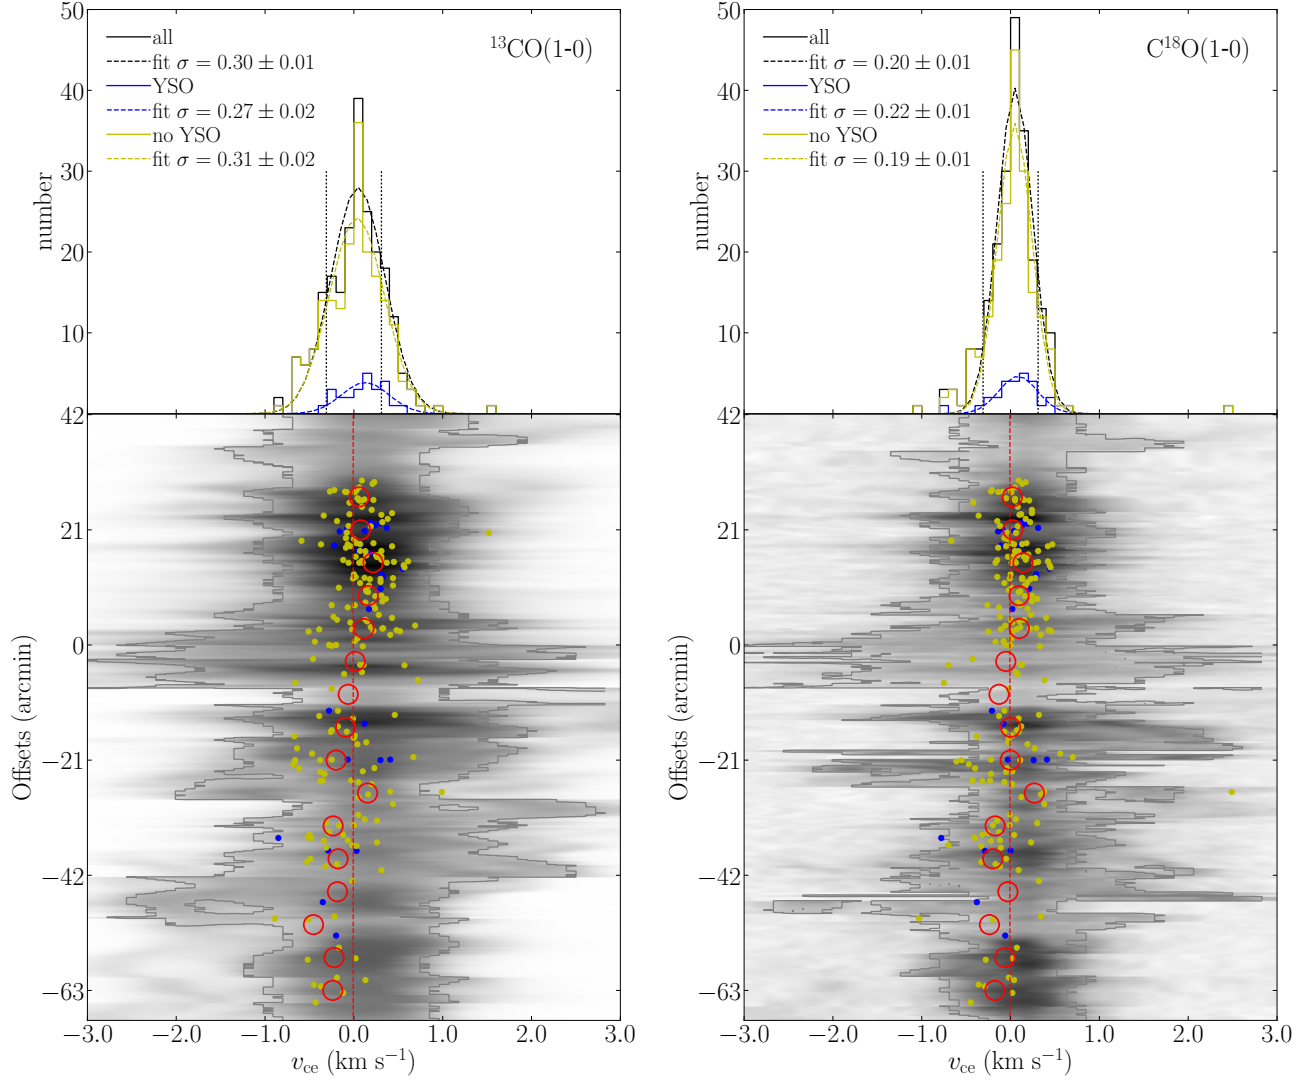 50
40
30
20
10
number
all
fit σ = 0.30 ± 0.01
YSO
fit σ = 0.27 ± 0.02
no YSO
fit σ = 0.31 ± 0.02
¹³CO(1-0)
42
21
0
−21
−42
−63
Offsets (arcmin)
−3.0 −2.0 −1.0 0.0 1.0 2.0 3.0
v_ce (km s⁻¹)
50
40
30
20
10
number
all
fit σ = 0.20 ± 0.01
YSO
fit σ = 0.22 ± 0.01
no YSO
fit σ = 0.19 ± 0.01
C¹⁸O(1-0)
42
21
0
−21
−42
−63
Offsets (arcmin)
−3.0 −2.0 −1.0 0.0 1.0 2.0 3.0
v_ce (km s⁻¹)